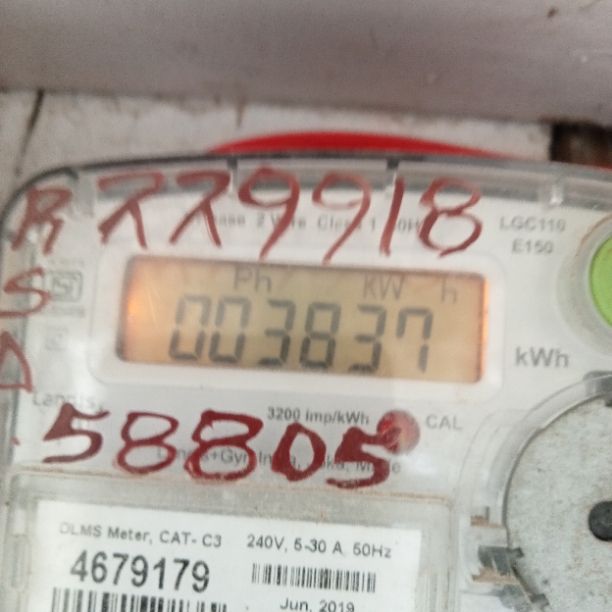 R 229918
LGC110
E150
S
Ph kW h
003837
kWh
3200 imp/kWh
CAL
58805
DLMS Meter, CAT- C3 240V, 5-30 A, 50Hz
4679179
Jun, 2019